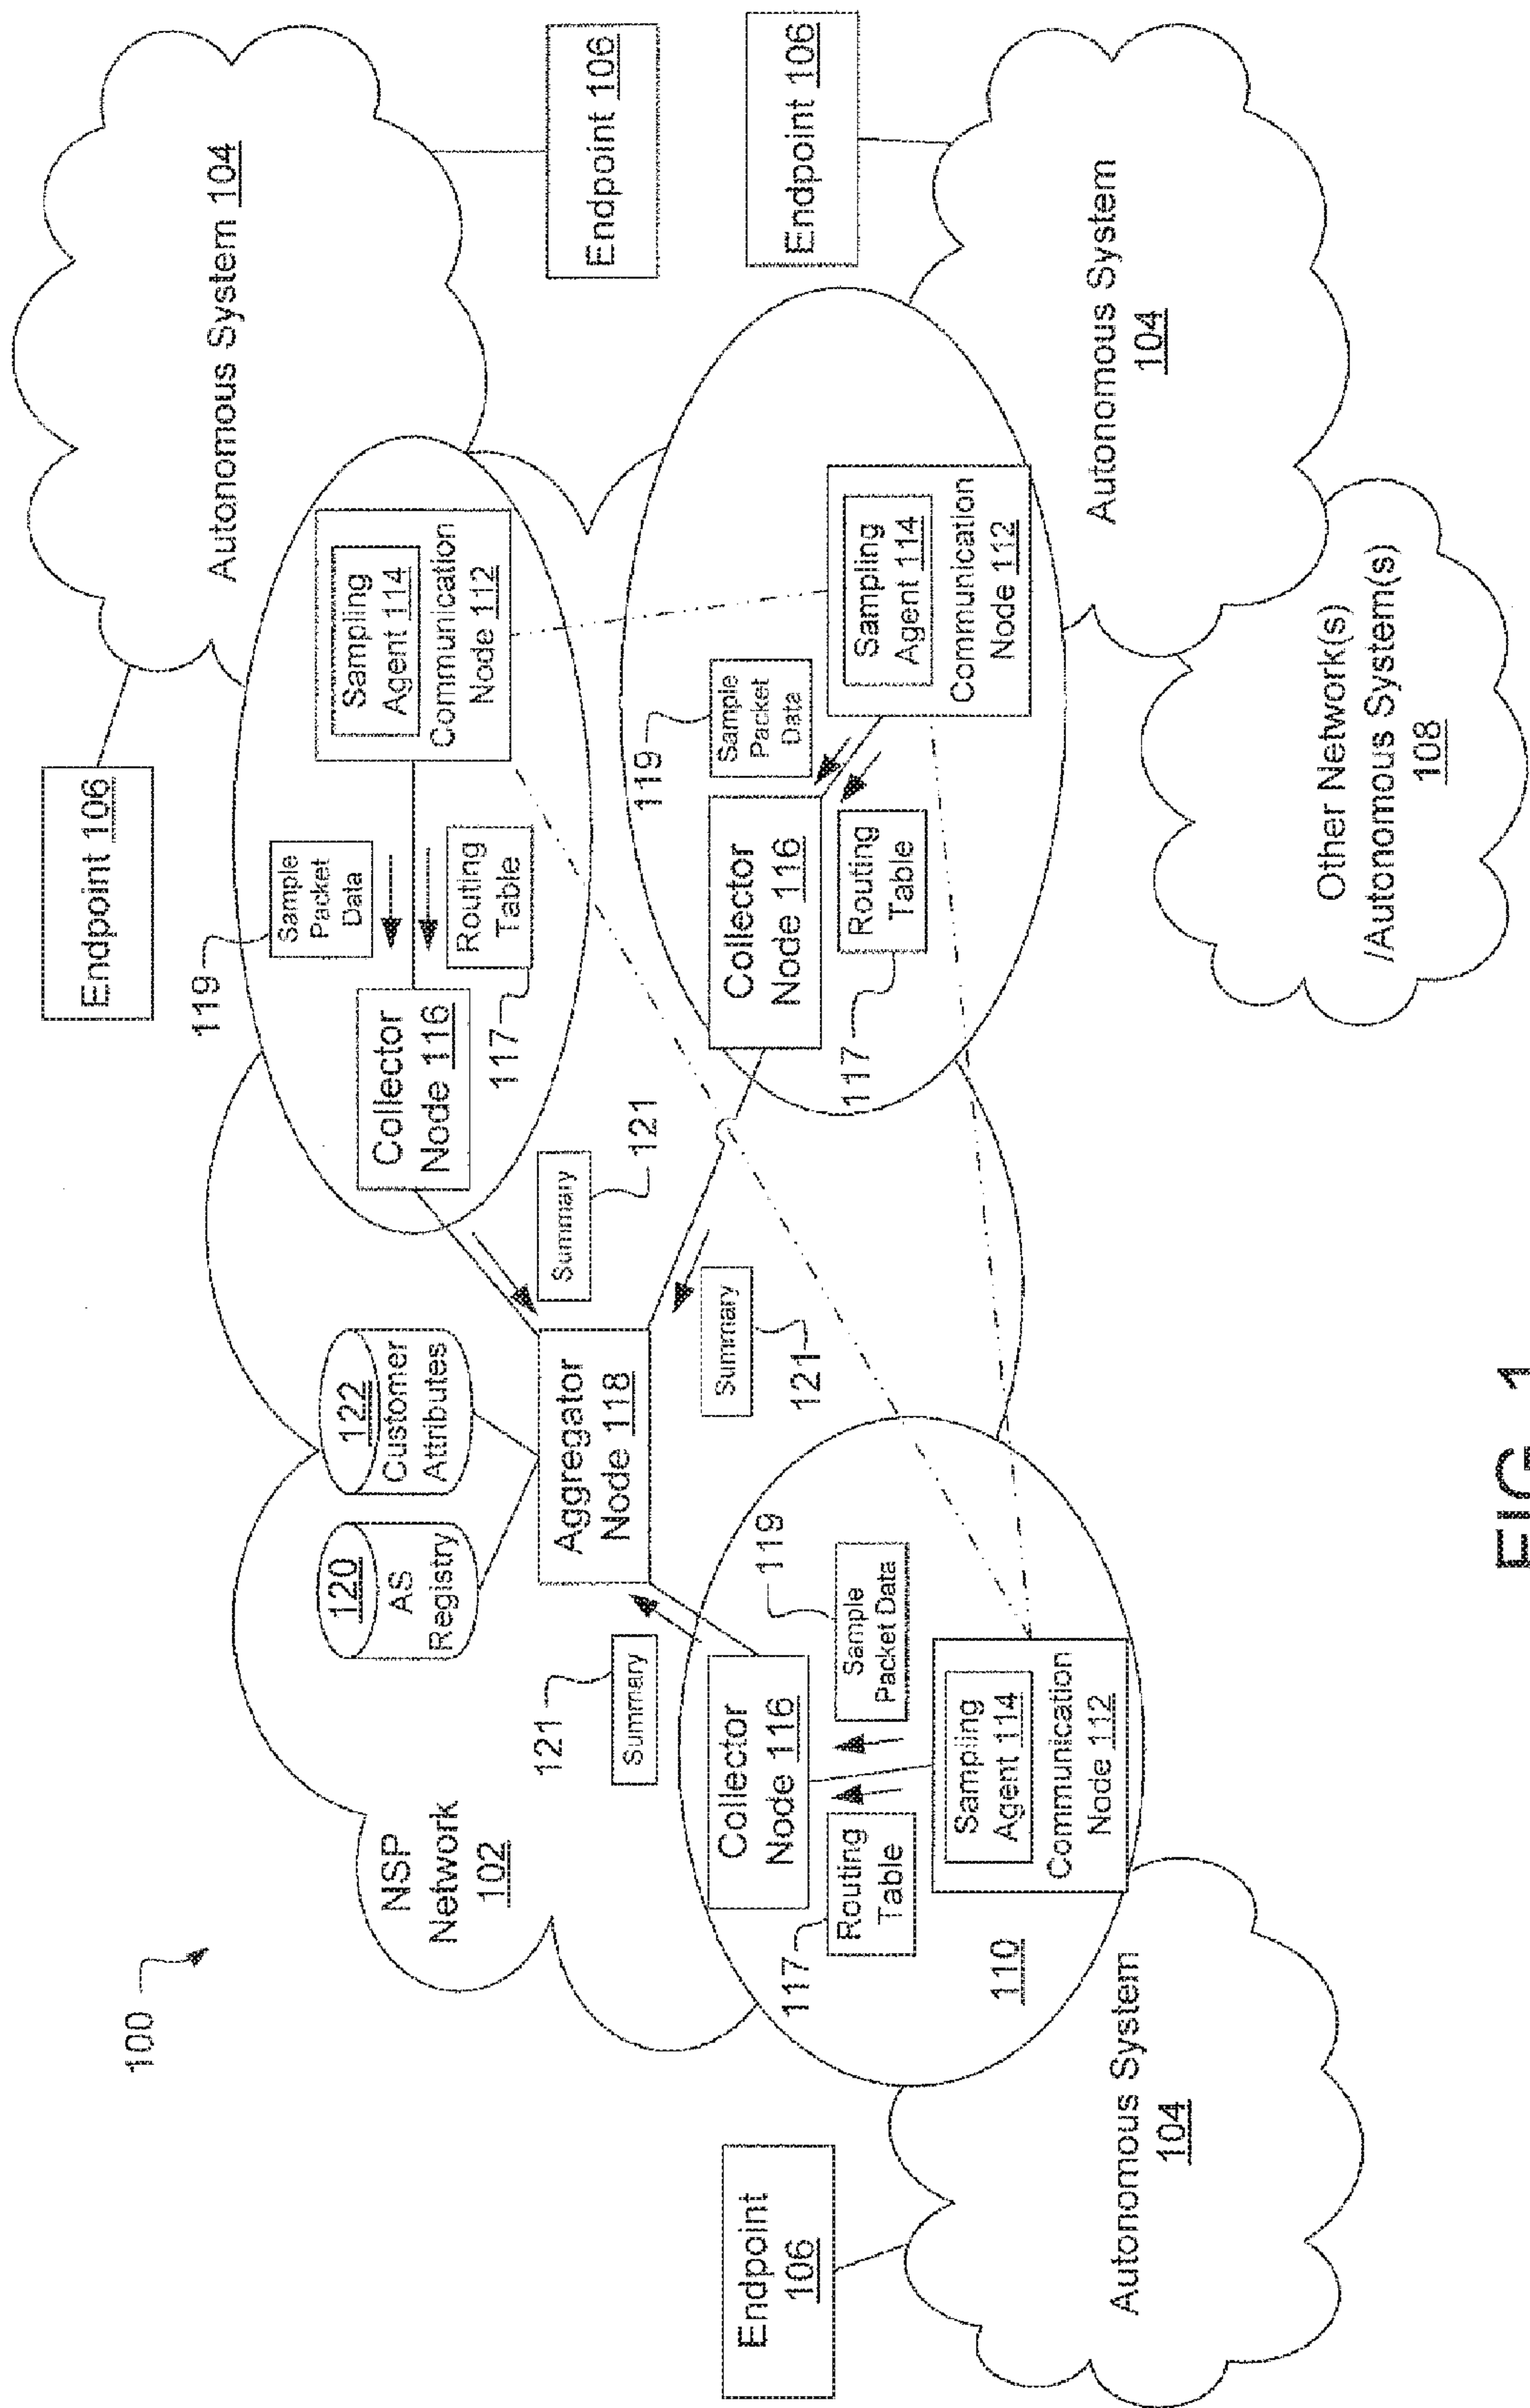 100
NSP
Network
102
120
AS
Registry
122
Customer
Attributes
Aggregator
Node 118
121
Summary
Summary
121
Summary
121
Endpoint 106
Autonomous System 104
Endpoint 106
119
Sample
Packet
Data
Sampling
Agent 114
Communication
Node 112
Collector
Node 116
Routing
Table
117
Endpoint 106
119
Sample
Packet
Data
Collector
Node 116
Routing
Table
117
Sampling
Agent 114
Communication
Node 112
Autonomous System
104
Other Network(s)
/Autonomous System(s)
108
Collector
Node 116
119
Sample
Packet Data
Routing
Table
117
Sampling
Agent 114
Communication
Node 112
110
Endpoint
106
Autonomous System
104
FIG. 1